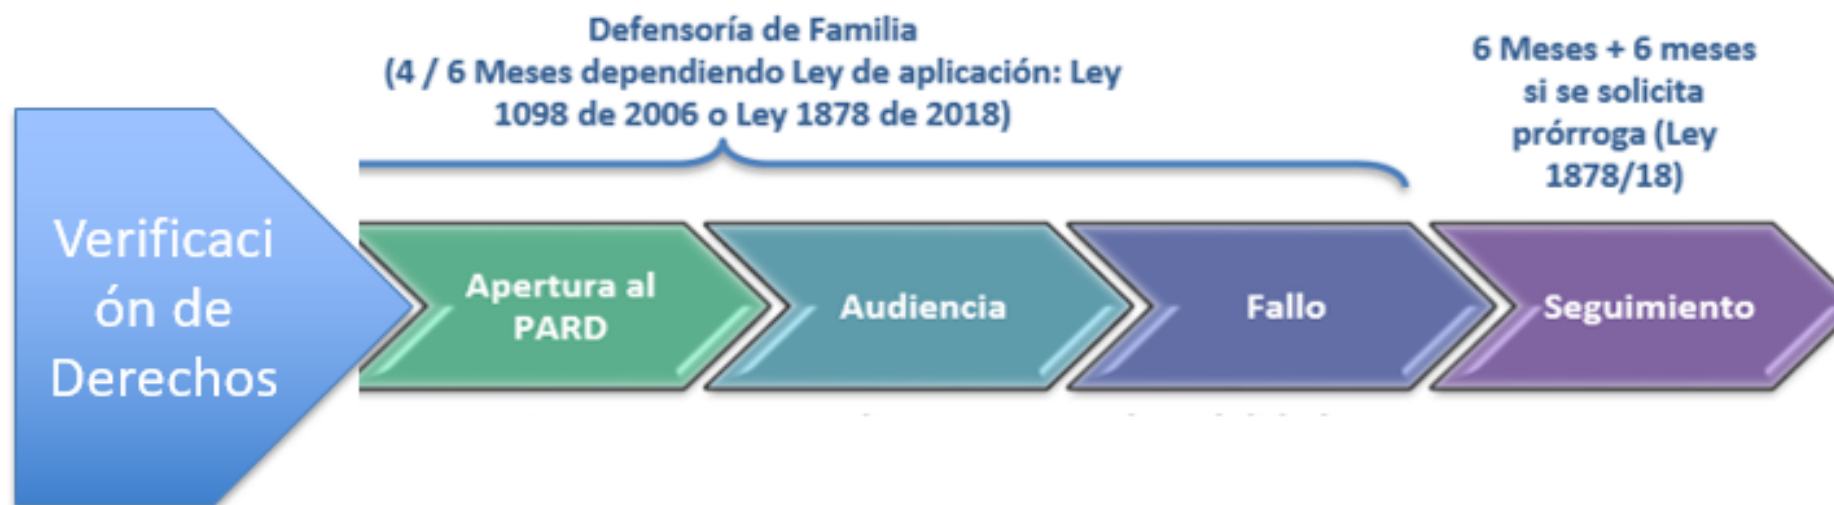 Defensoría de Familia
(4 / 6 Meses dependiendo Ley de aplicación: Ley
1098 de 2006 o Ley 1878 de 2018)
6 Meses + 6 meses
si se solicita
prórroga (Ley
1878/18)
Verificaci
ón de
Derechos
Apertura al
PARD
Audiencia
Fallo
Seguimiento